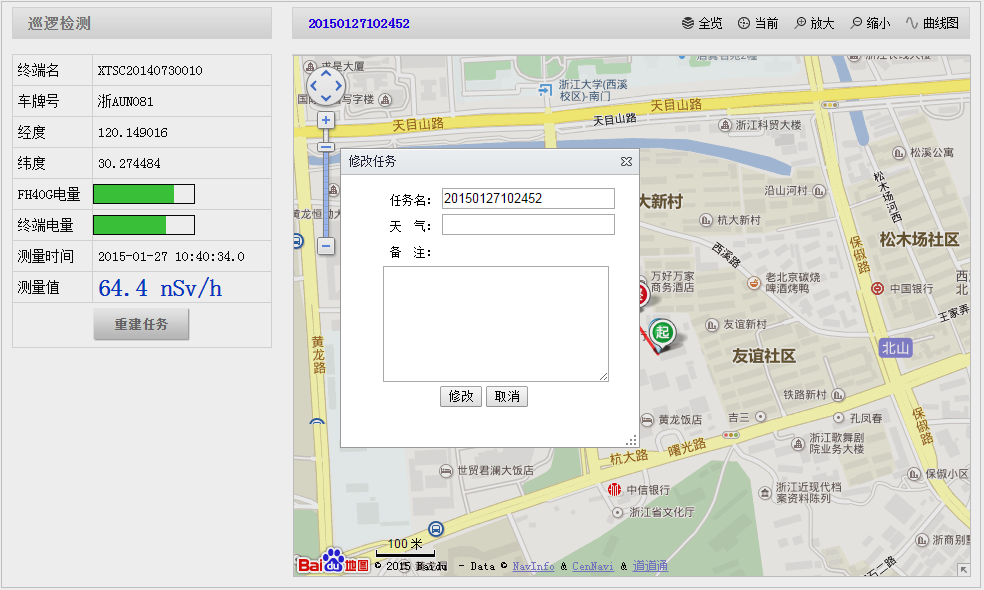 巡逻检测
20150127102452
全览 当前 放大 缩小 曲线图
终端名 XTSC20140730010
车牌号 浙AUN081
经度 120.149016
纬度 30.274484
FH40G电量
终端电量
测量时间 2015-01-27 10:40:34.0
测量值 64.4 nSv/h
重建任务
修改任务
任务名: 20150127102452
天 气:
备 注:
修改 取消
求是大厦
浙江大学(西溪
校区)-南门
天目山路
天目山路
天目山路
浙江科贸大楼
松溪公寓
松木场河西
沿山河村
大新村
杭大新村
西溪路
保俶路
松木场社区
万好万家
商务酒店
老北京碳烧
啤酒烤鸭
中国银行
王家弄
起
友谊新村
友谊社区
北山
黄龙路
铁路新村
吉三
孔凤春
保俶路
黄龙饭店
曙光路
杭大路
浙江歌舞剧
院业务大楼
世贸君澜大饭店
保俶小区
中信银行
浙江近现代档
案资料陈列
浙江省文化厅
100 米
Bai du 地图
© 2015 Baidu - Data © NavInfo & CenNavi & 道道通